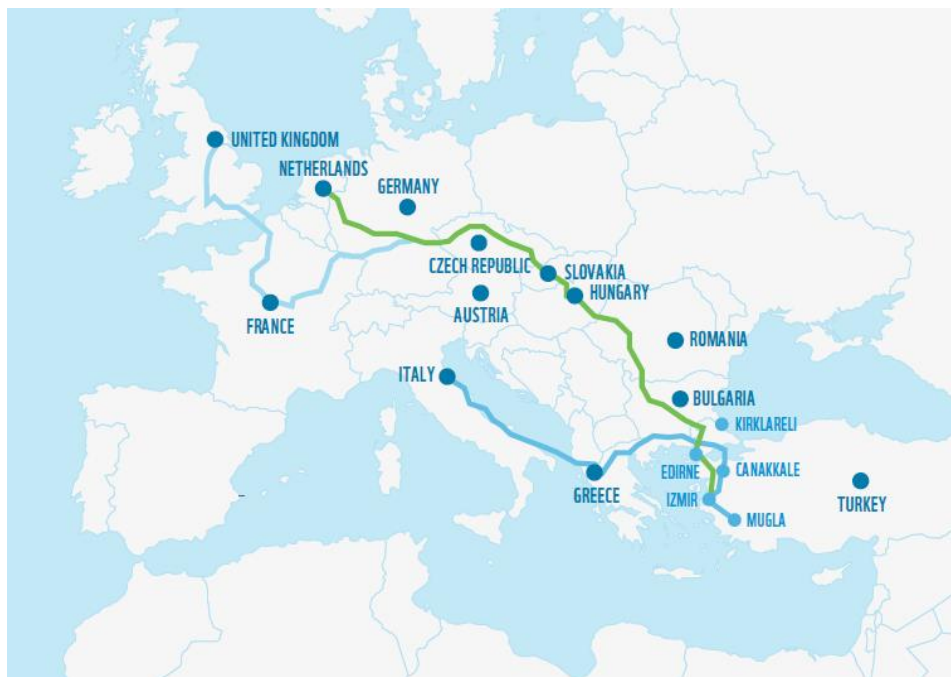 UNITED KINGDOM
NETHERLANDS
GERMANY
CZECH REPUBLIC
SLOVAKIA
HUNGARY
FRANCE
AUSTRIA
ROMANIA
ITALY
BULGARIA
KIRKLARELI
EDIRNE
CANAKKALE
GREECE
IZMIR
MUGLA
TURKEY